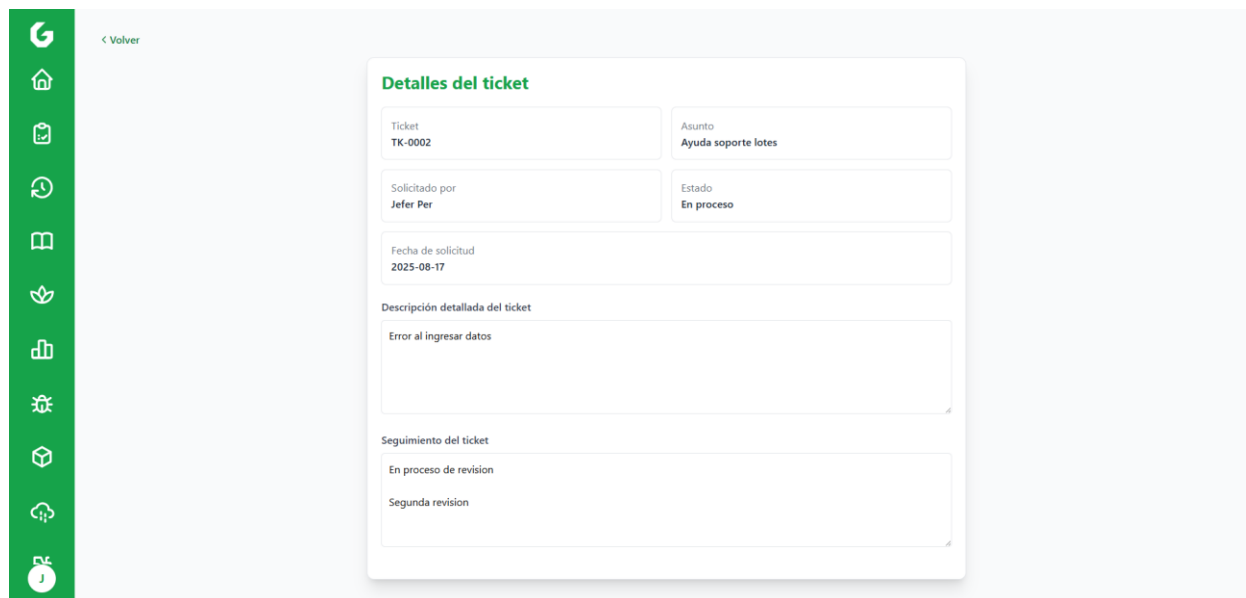 < Volver
Detalles del ticket
Ticket
TK-0002
Asunto
Ayuda soporte lotes
Solicitado por
Jefer Per
Estado
En proceso
Fecha de solicitud
2025-08-17
Descripción detallada del ticket
Error al ingresar datos
Seguimiento del ticket
En proceso de revision
Segunda revision
J